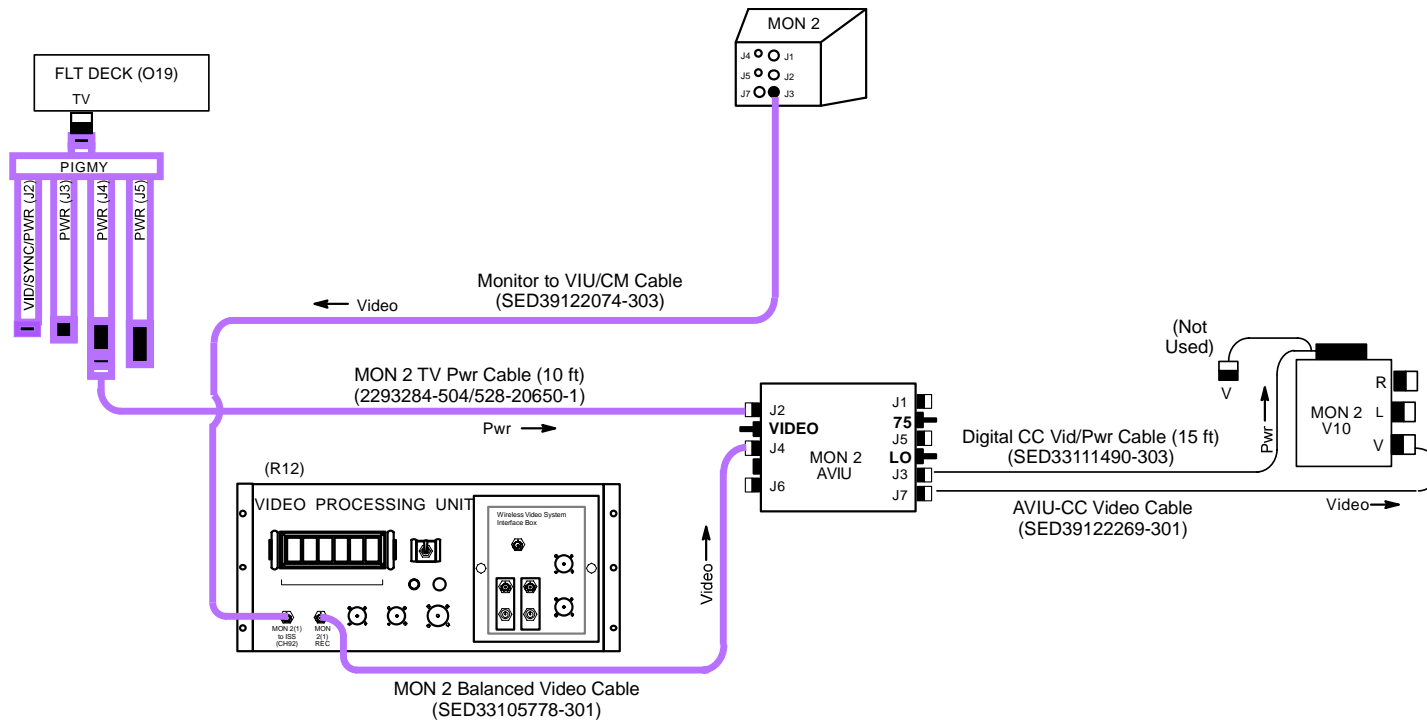 MON 2
J4
J1
J5
J2
J7
J3
FLT DECK (O19)
TV
PIGMY
VID/SYNC/PWR (J2)
PWR (J3)
PWR (J4)
PWR (J5)
Monitor to VIU/CM Cable
(SED39122074-303)
Video
MON 2 TV Pwr Cable (10 ft)
(2293284-504/528-20650-1)
Pwr
J2
VIDEO
J4
J6
MON 2
AVIU
J1
75
J5
LO
J3
J7
(Not
Used)
V
Pwr
MON 2
V10
R
L
V
Digital CC Vid/Pwr Cable (15 ft)
(SED33111490-303)
AVIU-CC Video Cable
(SED39122269-301)
Video
(R12)
VIDEO PROCESSING UNIT
Wireless Video System
Interface Box
MON 2(1)
to ISS
(CH92)
MON
2(1)
REC
Video
MON 2 Balanced Video Cable
(SED33105778-301)